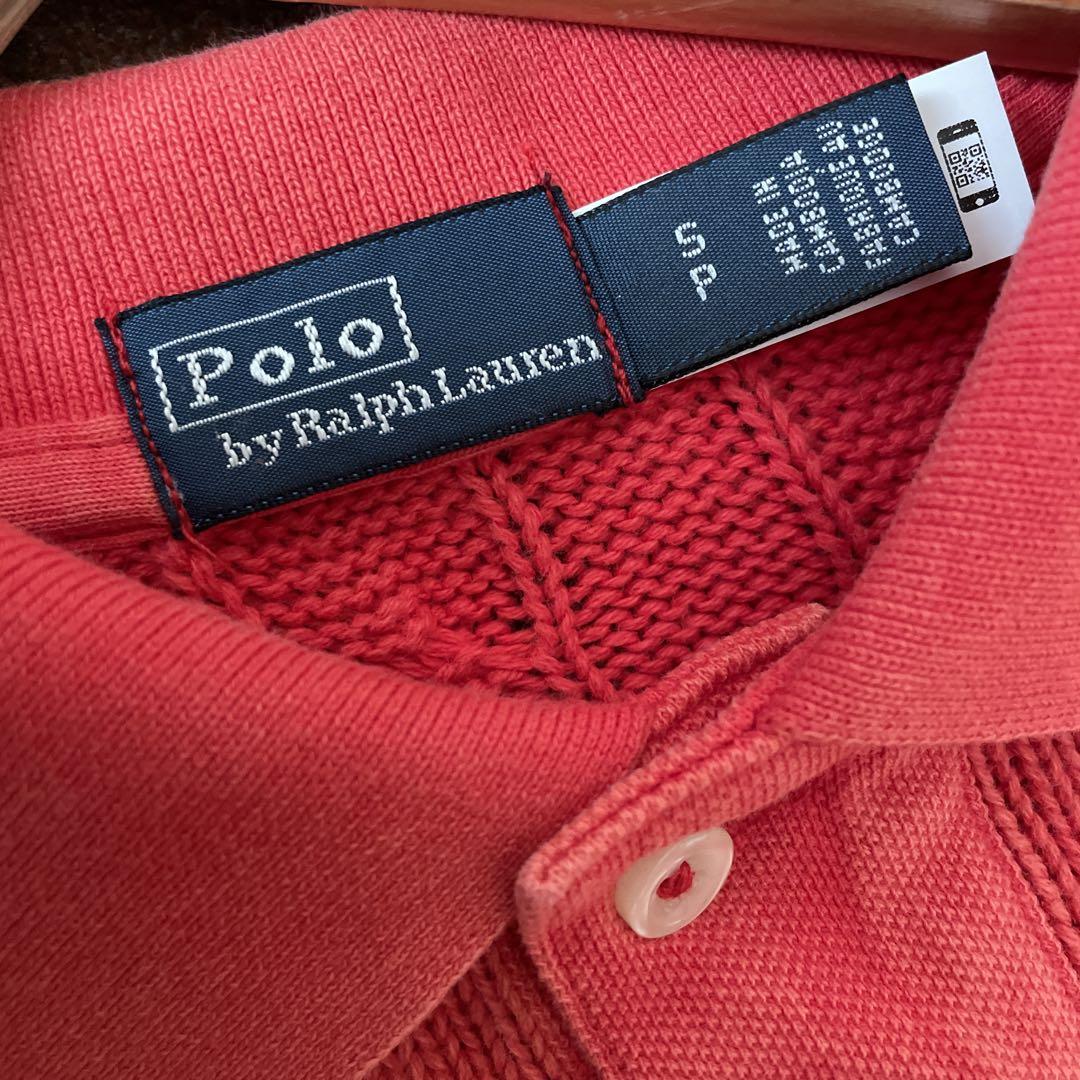 Polo
by Ralph Lauren
S
P
MADE IN
CAMBODIA
FABRIQUÉ AU
CAMBODGE